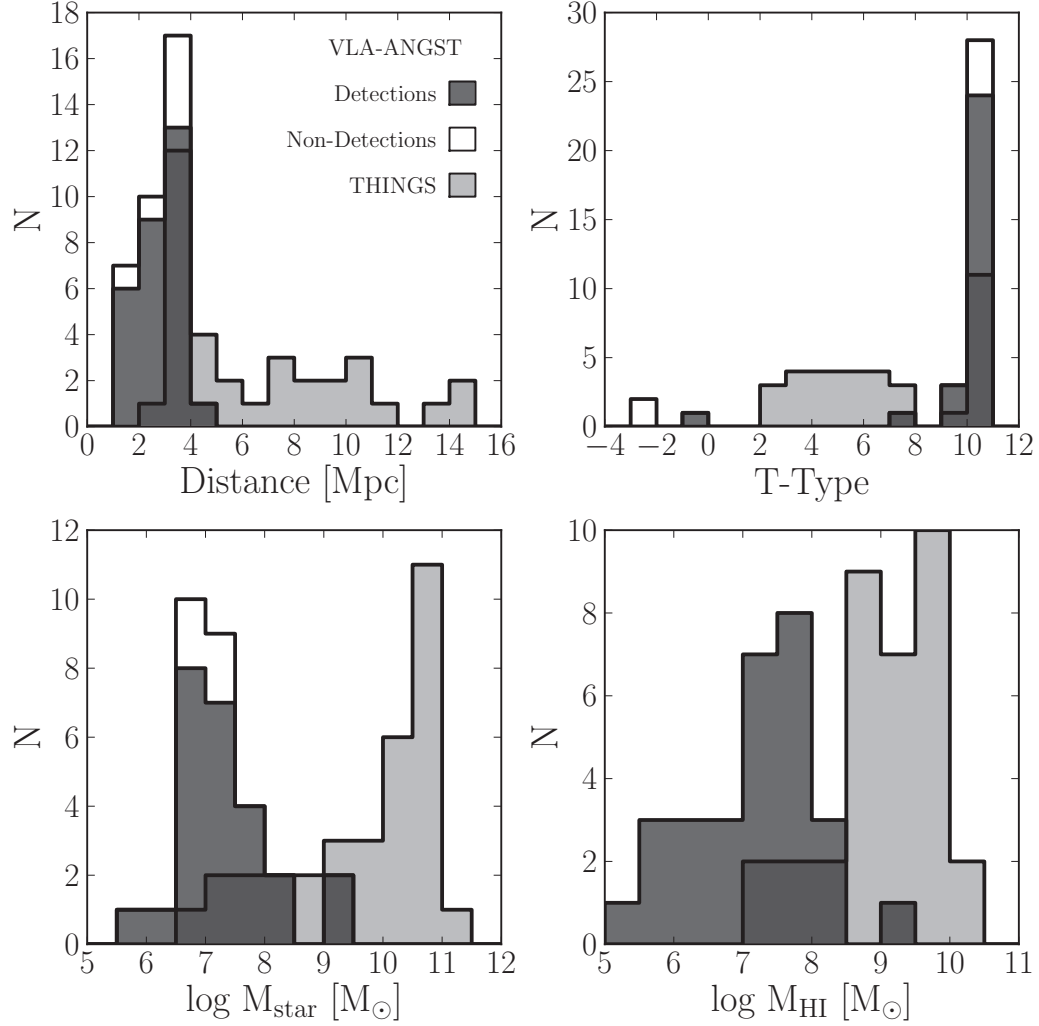 18
16
14
12
10
8
6
4
2
0
N
VLA-ANGST
Detections
Non-Detections
THINGS
0 2 4 6 8 10 12 14 16
Distance [Mpc]
30
25
20
15
10
5
0
N
−4 −2 0 2 4 6 8 10 12
T-Type
12
10
8
6
4
2
0
N
5 6 7 8 9 10 11 12
log M_star [M_⊙]
10
8
6
4
2
0
N
5 6 7 8 9 10 11
log M_HI [M_⊙]